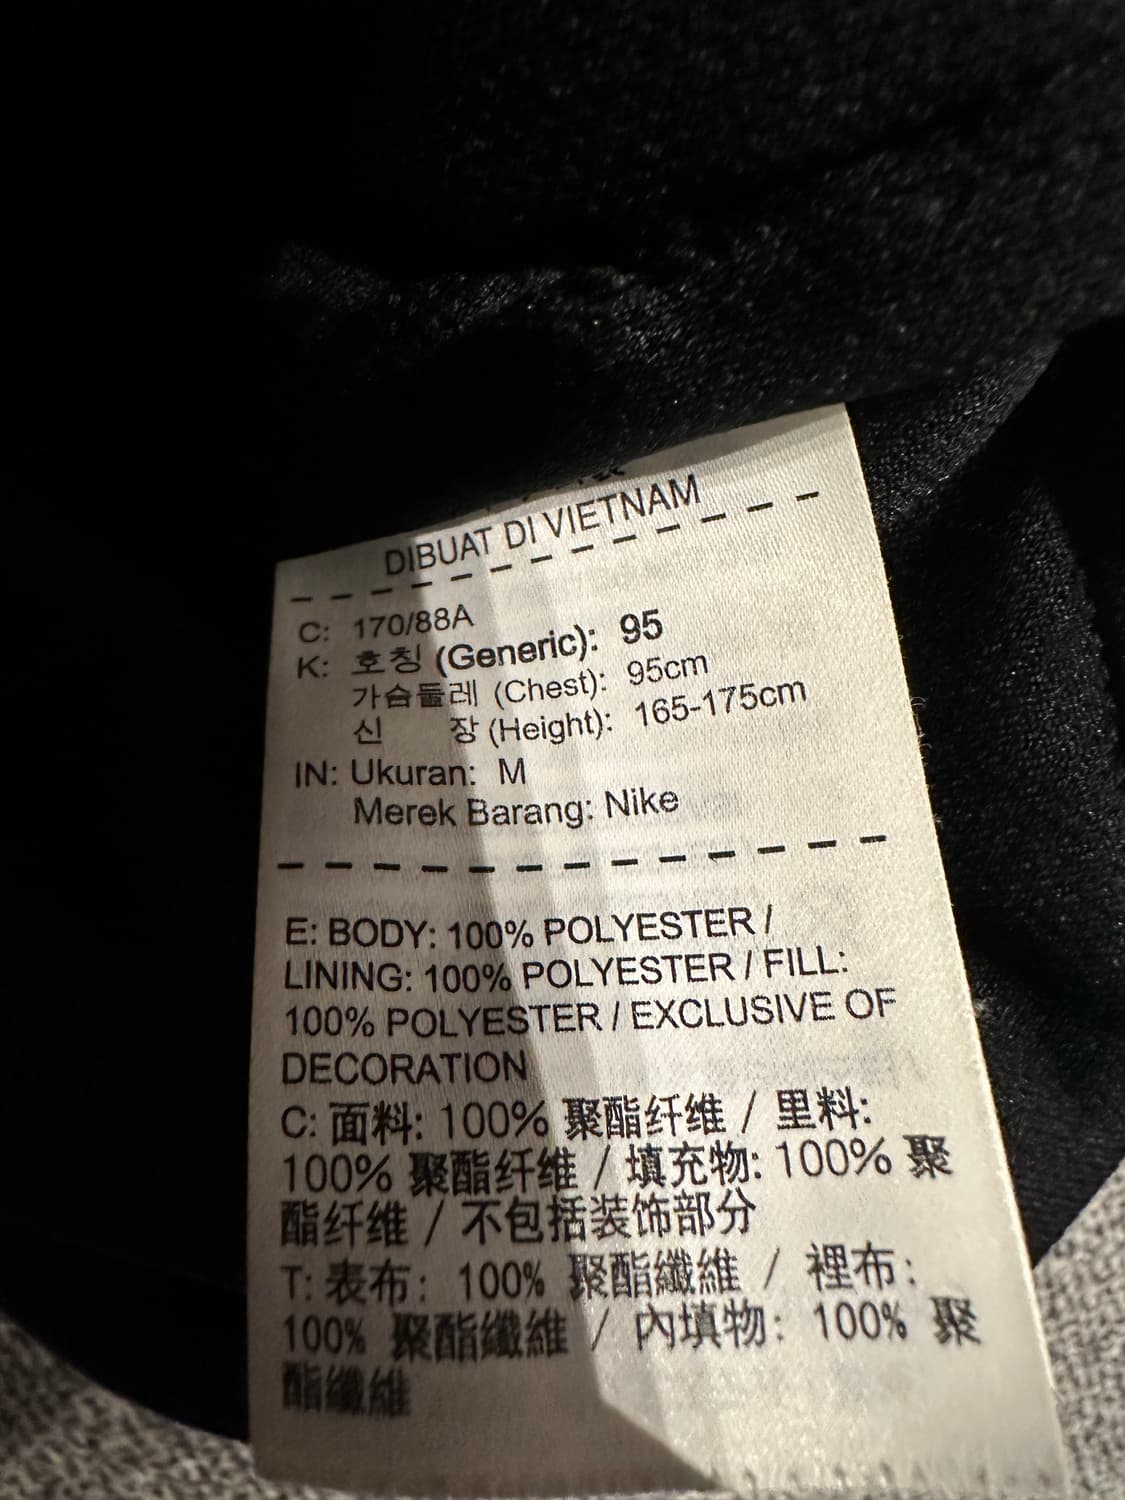 DIBUAT DI VIETNAM
C: 170/88A
K: 호칭 (Generic): 95
가슴둘레 (Chest): 95cm
신 장 (Height): 165-175cm
IN: Ukuran: M
Merek Barang: Nike
E: BODY: 100% POLYESTER /
LINING: 100% POLYESTER / FILL:
100% POLYESTER / EXCLUSIVE OF
DECORATION
C: 面料: 100% 聚酯纤维 / 里料:
100% 聚酯纤维 / 填充物: 100% 聚
酯纤维 / 不包括装饰部分
T: 表布: 100% 聚酯纖維 / 裡布:
100% 聚酯纖維 / 內填物: 100% 聚
酯纖維